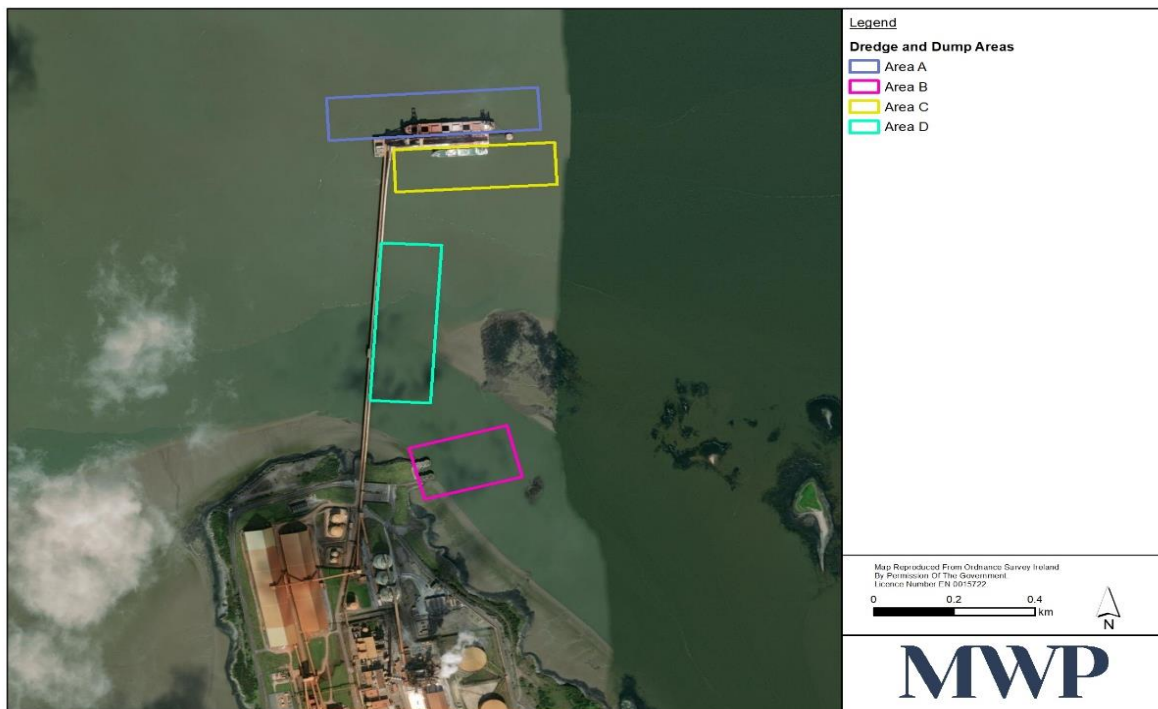 Legend
Dredge and Dump Areas
Area A
Area B
Area C
Area D
Map Reproduced From Ordnance Survey Ireland
By Permission Of The Government.
Licence Number EN 0015722
0 0.2 0.4
km
N
MWP